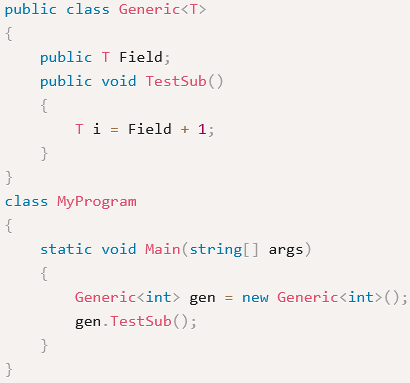 public class Generic<T>
{
    public T Field;
    public void TestSub()
    {
        T i = Field + 1;
    }
}
class MyProgram
{
    static void Main(string[] args)
    {
        Generic<int> gen = new Generic<int>();
        gen.TestSub();
    }
}